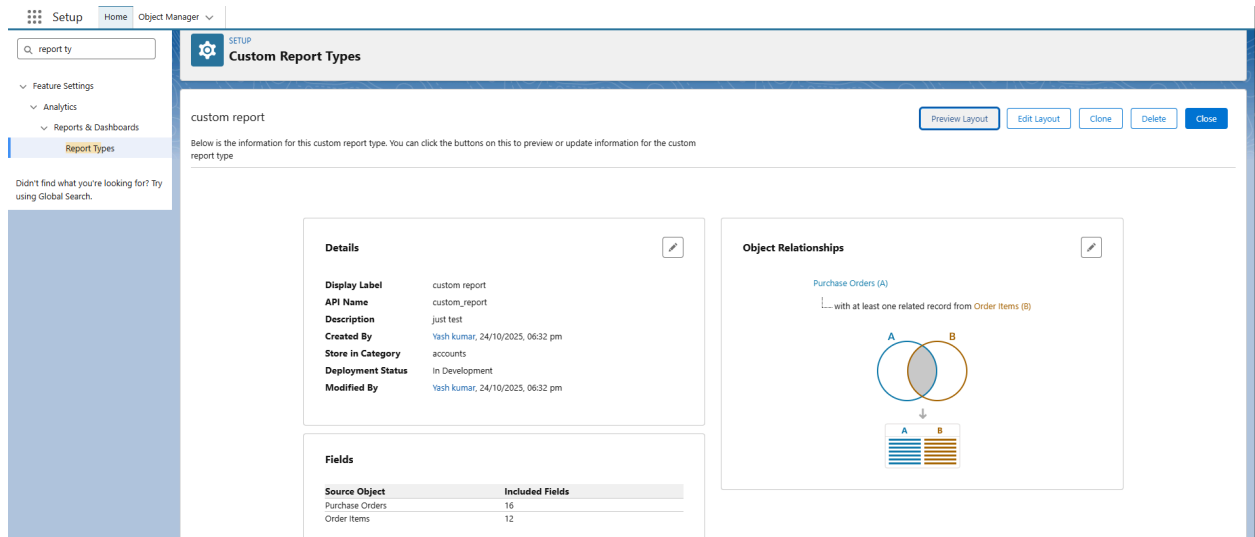 Setup
Home
Object Manager
report ty
Feature Settings
Analytics
Reports & Dashboards
Report Types
Didn't find what you're looking for? Try
using Global Search.
SETUP
Custom Report Types
custom report
Preview Layout
Edit Layout
Clone
Delete
Close
Below is the information for this custom report type. You can click the buttons on this to preview or update information for the custom
report type
Details
Display Label custom report
API Name custom_report
Description just test
Created By Yash kumar, 24/10/2025, 06:32 pm
Store in Category accounts
Deployment Status In Development
Modified By Yash kumar, 24/10/2025, 06:32 pm
Object Relationships
Purchase Orders (A)
with at least one related record from Order Items (B)
A B
A B
Fields
Source Object Included Fields
Purchase Orders 16
Order Items 12